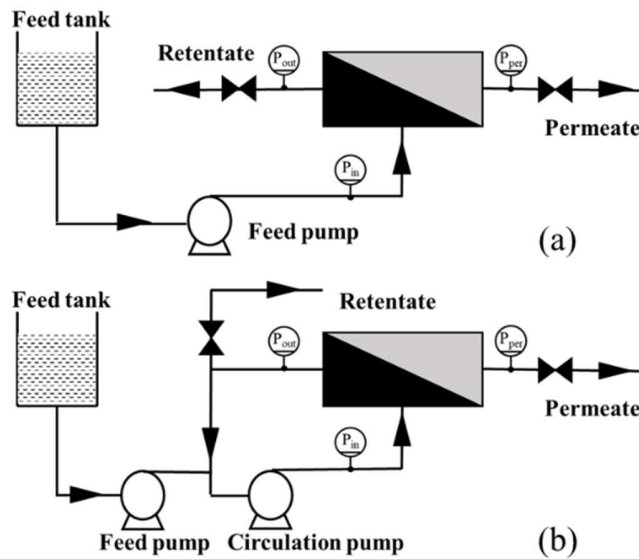 Feed tank
Retentate
Pout
Pper
Permeate
Pin
Feed pump
(a)
Feed tank
Retentate
Pout
Pper
Permeate
Pin
Feed pump
Circulation pump
(b)